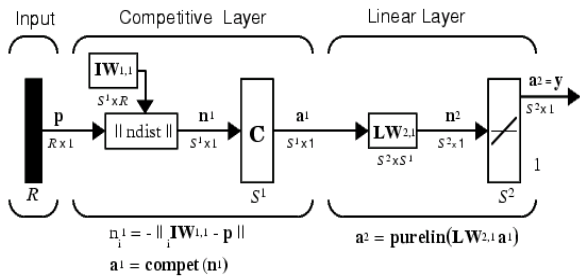 Input Competitive Layer Linear Layer
IW1,1
S1xR
p
Rx1
|| ndist ||
n1
S1x1
C
a1
S1x1
LW2,1
S2xS1
n2
S2x1
a2 = y
S2x1
1
R S1 S2
ni1 = - || iIW1,1 - p ||
a1 = compet (n1)
a2 = purelin(LW2,1 a1)